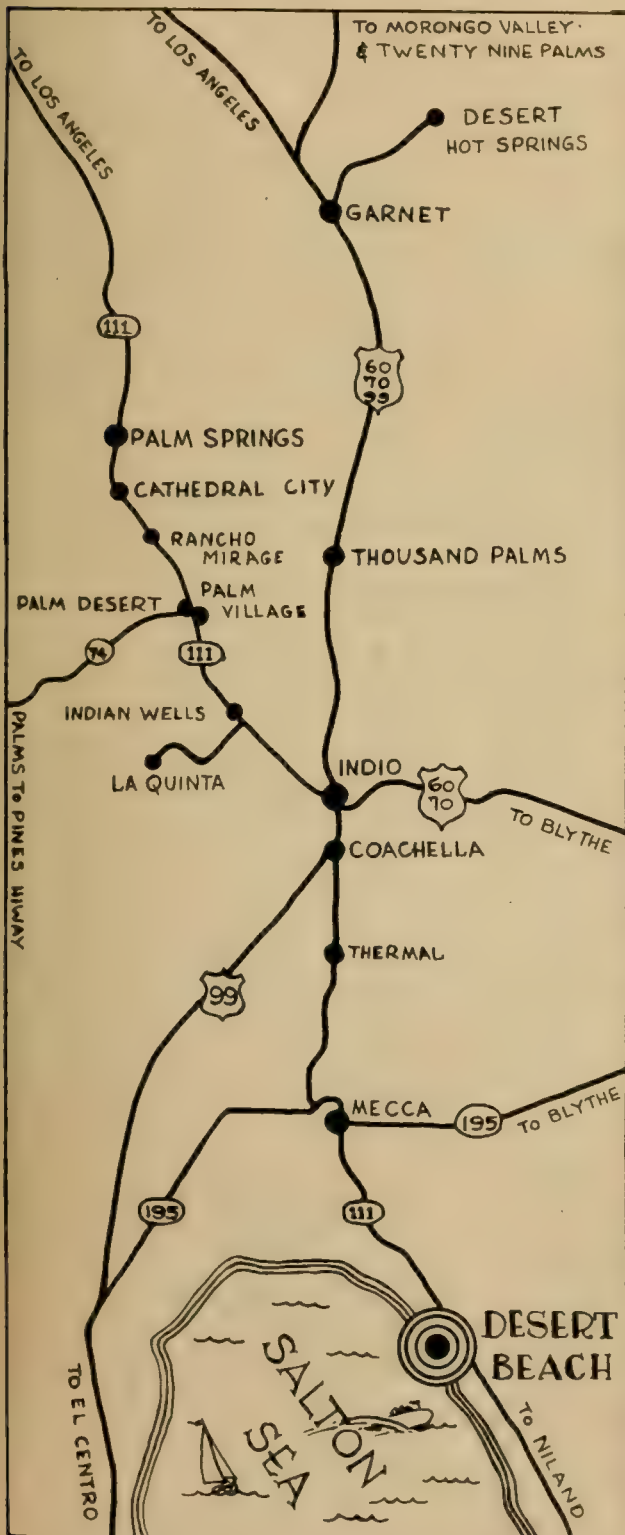 TO LOS ANGELES
TO LOS ANGELES
TO MORONGO VALLEY.
& TWENTY NINE PALMS
DESERT
HOT SPRINGS
GARNET
111
60
70
99
PALM SPRINGS
CATHEDRAL CITY
RANCHO
MIRAGE
THOUSAND PALMS
PALM DESERT
PALM
VILLAGE
74
111
INDIAN WELLS
LA QUINTA
PALMS TO PINES HIWAY
INDIO
60
70
TO BLYTHE
COACHELLA
99
THERMAL
MECCA
195
TO BLYTHE
195
111
DESERT
BEACH
SALTON
SEA
TO EL CENTRO
TO NILAND